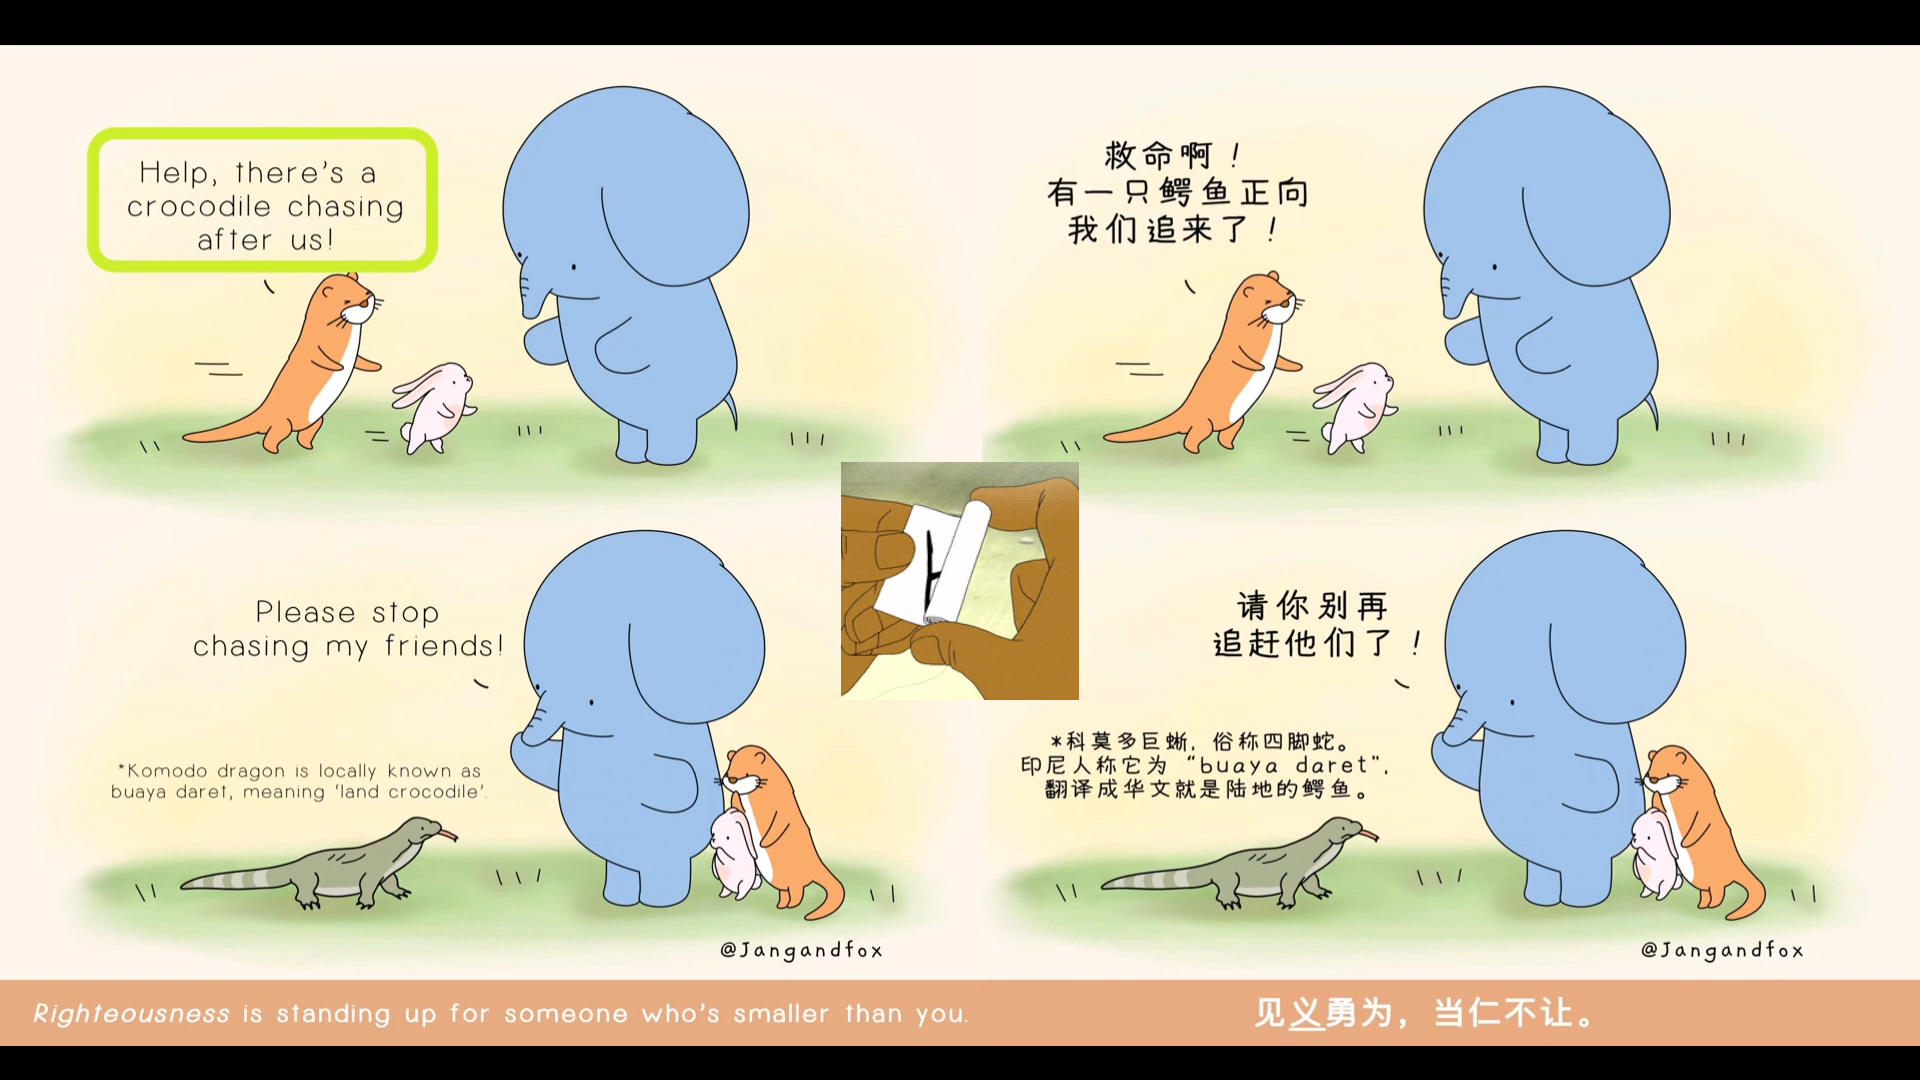 Help, there's a
crocodile chasing
after us!
救命啊！
有一只鳄鱼正向
我们追来了！
Please stop
chasing my friends!
*Komodo dragon is locally known as
buaya daret, meaning 'land crocodile'.
请你别再
追赶他们了！
*科莫多巨蜥，俗称四脚蛇。
印尼人称它为“buaya daret”，
翻译成华文就是陆地的鳄鱼。
@Jangandfox
@Jangandfox
Righteousness is standing up for someone who's smaller than you.
见义勇为，当仁不让。